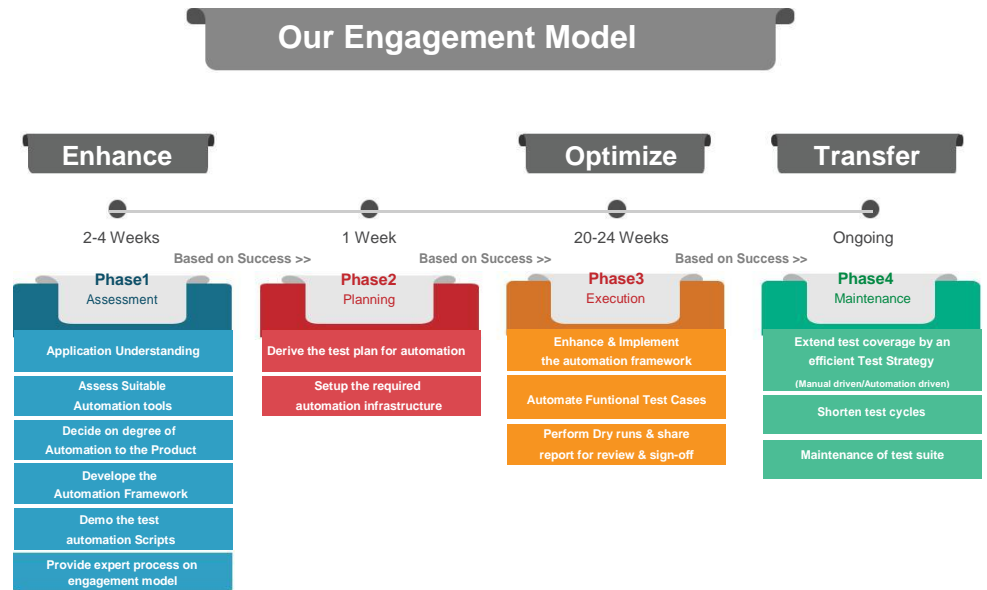 Our Engagement Model
Enhance
Optimize
Transfer
2-4 Weeks
1 Week
20-24 Weeks
Ongoing
Based on Success >>
Based on Success >>
Based on Success >>
Phase1
Assessment
Application Understanding
Assess Suitable
Automation tools
Decide on degree of
Automation to the Product
Develope the
Automation Framework
Demo the test
automation Scripts
Provide expert process on
engagement model
Phase2
Planning
Derive the test plan for automation
Setup the required
automation infrastructure
Phase3
Execution
Enhance & Implement
the automation framework
Automate Funtional Test Cases
Perform Dry runs & share
report for review & sign-off
Phase4
Maintenance
Extend test coverage by an
efficient Test Strategy
(Manual driven/Automation driven)
Shorten test cycles
Maintenance of test suite